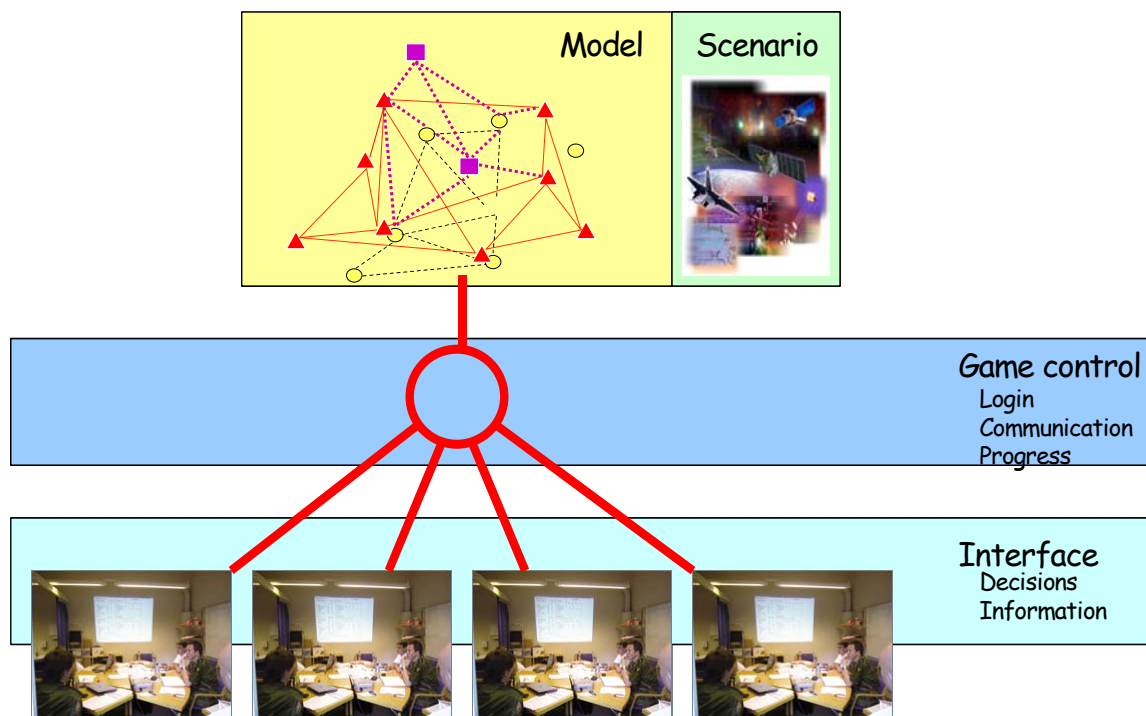 Model
Scenario
Game control
Login
Communication
Progress
Interface
Decisions
Information